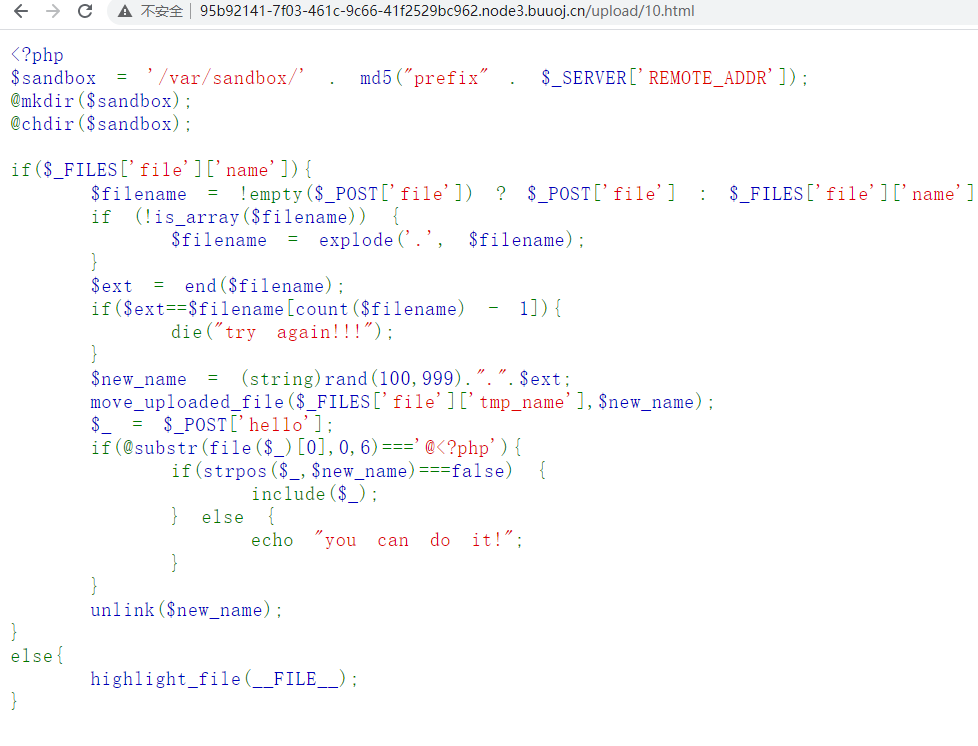 不安全 | 95b92141-7f03-461c-9c66-41f2529bc962.node3.buuoj.cn/upload/10.html
<?php
$sandbox = '/var/sandbox/' . md5("prefix" . $_SERVER['REMOTE_ADDR']);
@mkdir($sandbox);
@chdir($sandbox);
if($_FILES['file']['name']){
$filename = !empty($_POST['file']) ? $_POST['file'] : $_FILES['file']['name']
if (!is_array($filename)) {
$filename = explode('.', $filename);
}
$ext = end($filename);
if($ext==$filename[count($filename) - 1]){
die("try again!!!");
}
$new_name = (string)rand(100,999).".".$ext;
move_uploaded_file($_FILES['file']['tmp_name'],$new_name);
$_ = $_POST['hello'];
if(@substr(file($_)[0],0,6)==='@<?php'){
if(strpos($_,$new_name)===false) {
include($_);
} else {
echo "you can do it!";
}
}
unlink($new_name);
}
else{
highlight_file(__FILE__);
}